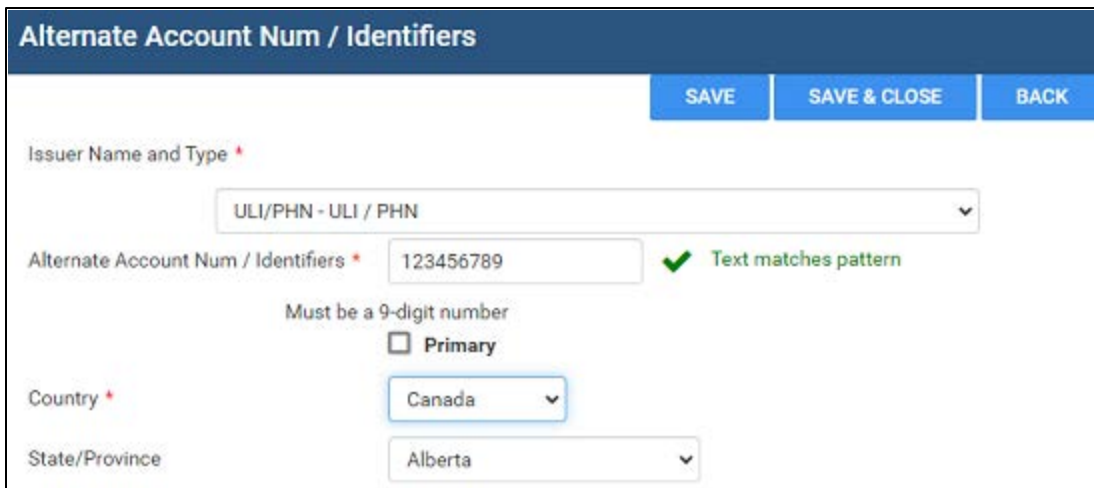 Alternate Account Num / Identifiers
SAVE SAVE & CLOSE BACK
Issuer Name and Type *
ULI/PHN - ULI / PHN
Alternate Account Num / Identifiers * 123456789 Text matches pattern
Must be a 9-digit number
Primary
Country * Canada
State/Province Alberta